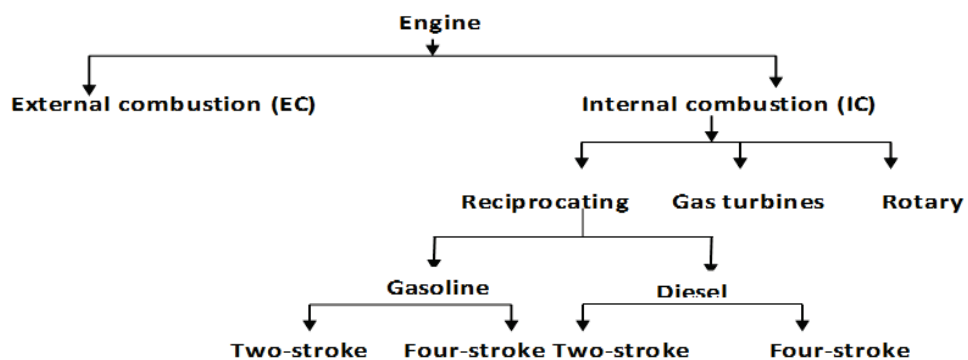 Engine
External combustion (EC) Internal combustion (IC)
Reciprocating Gas turbines Rotary
Gasoline Diesel
Two-stroke Four-stroke Two-stroke Four-stroke